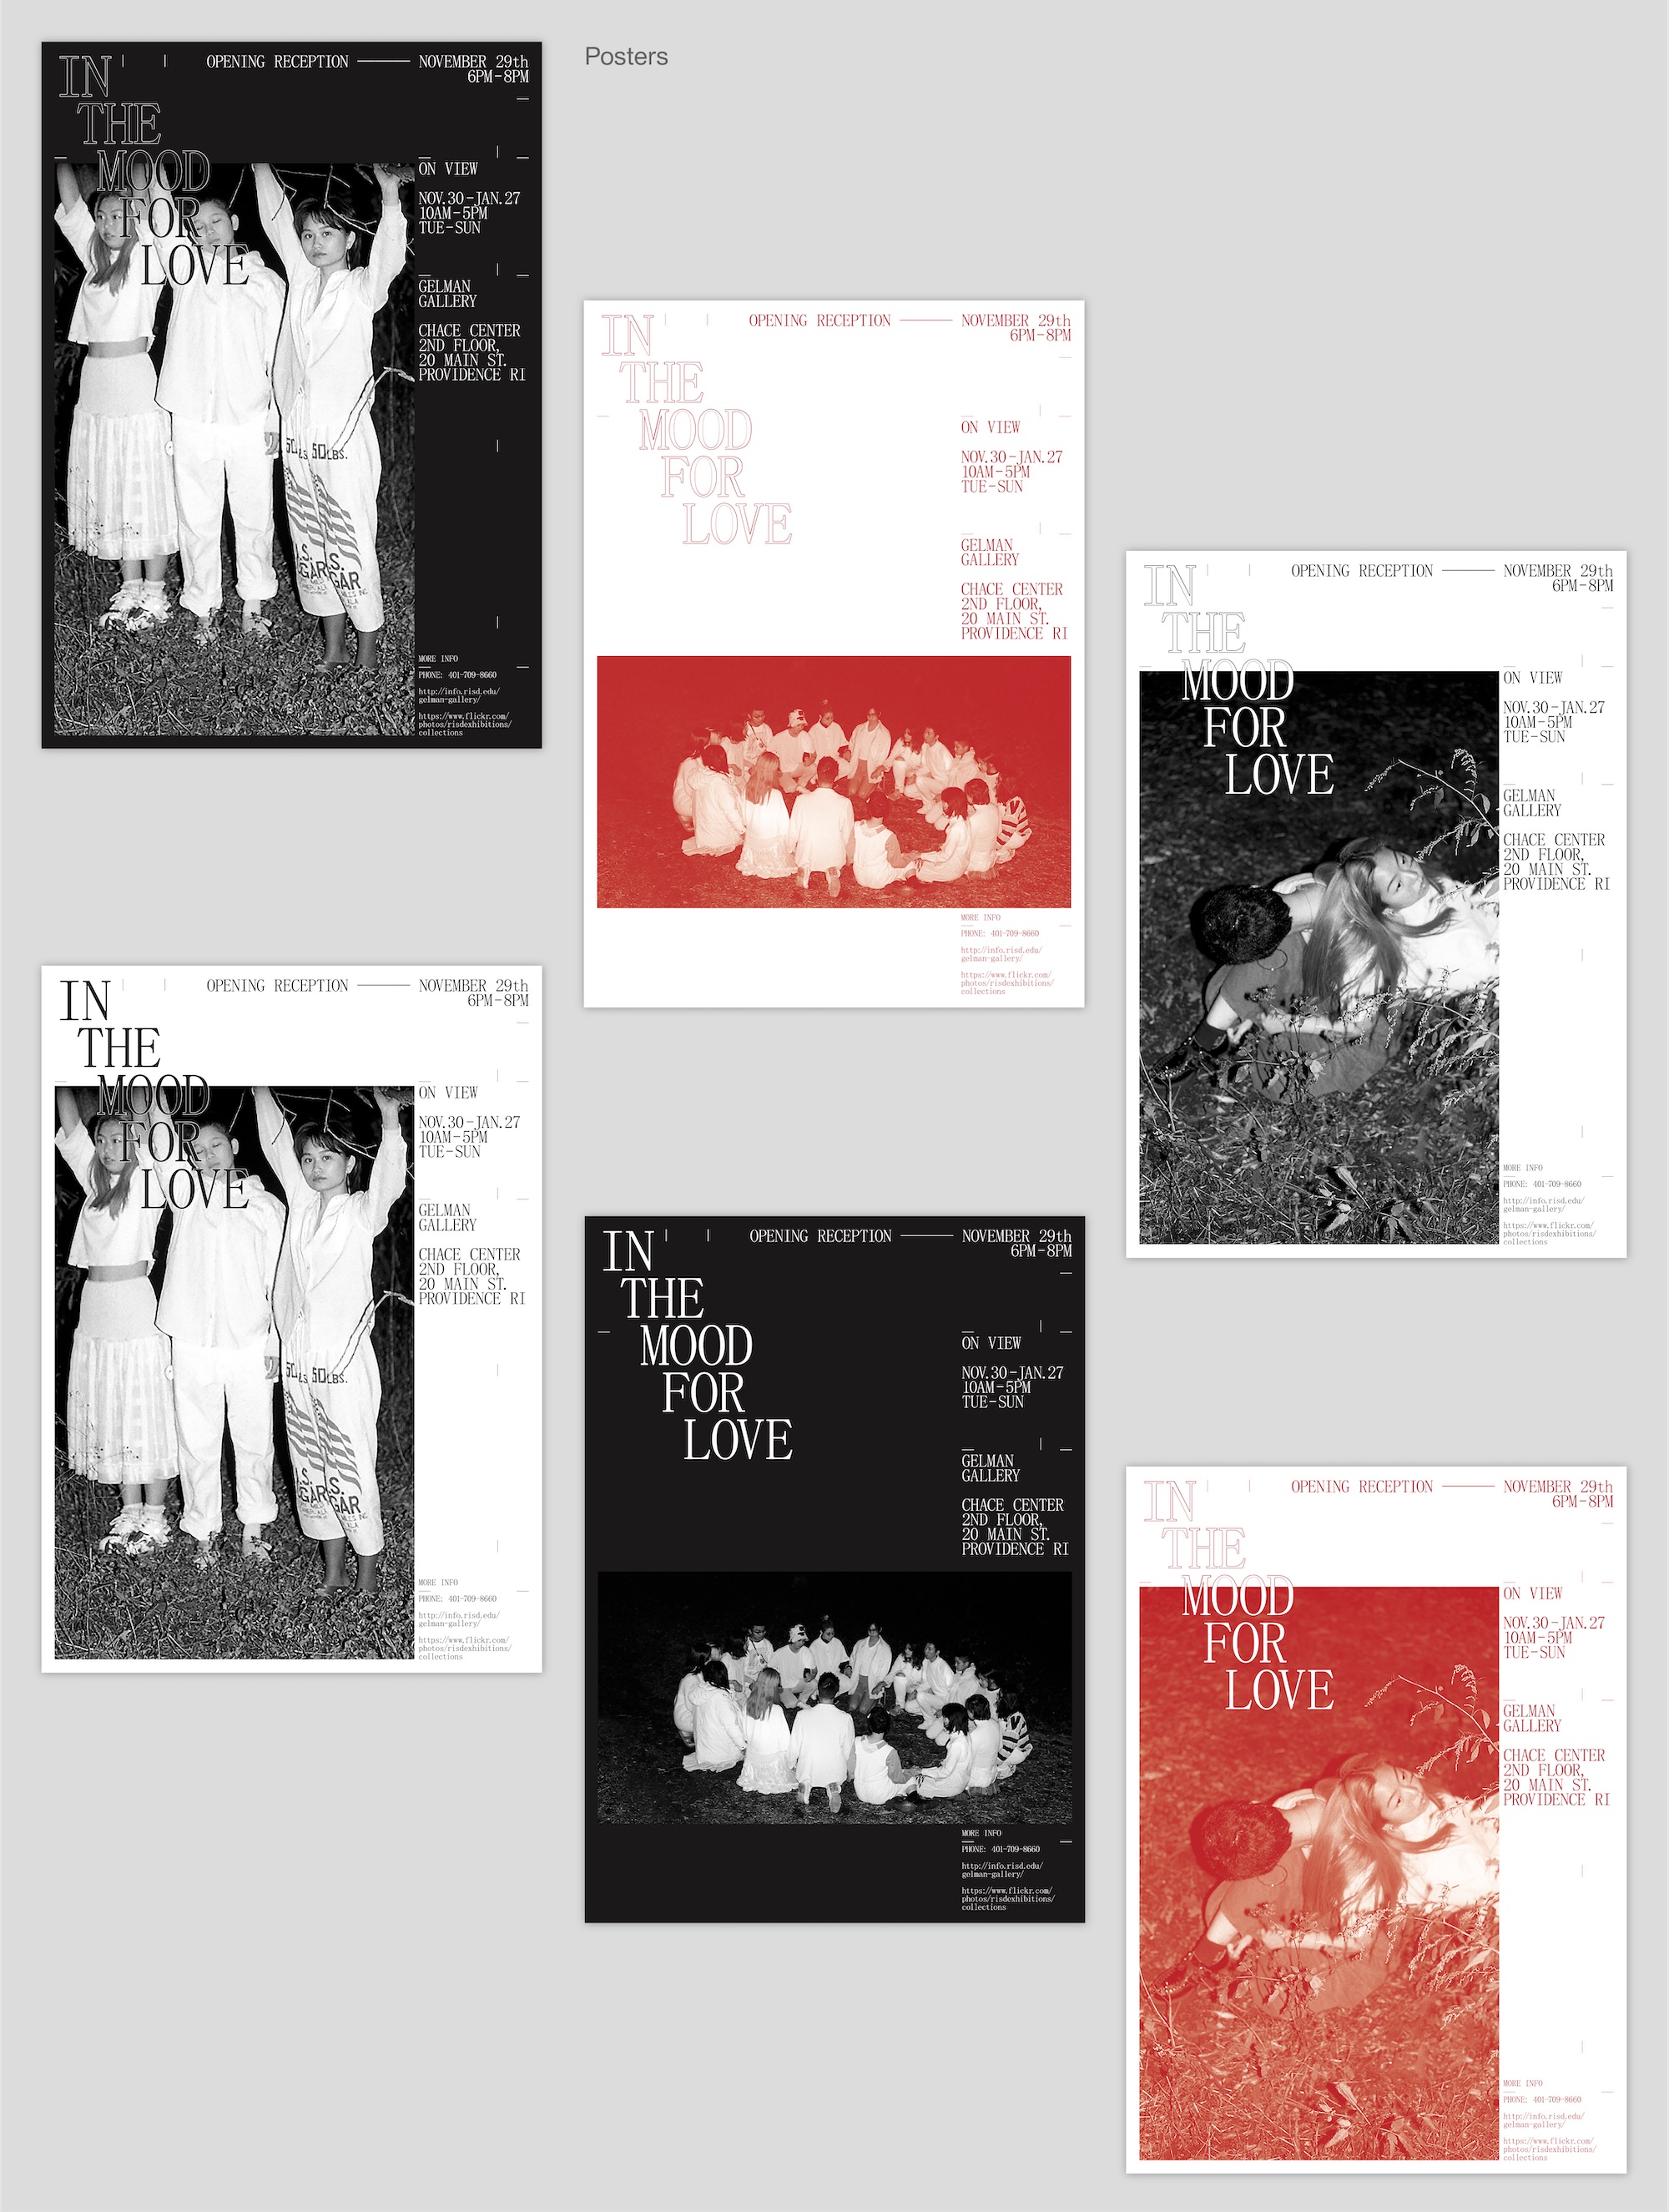 Posters
IN
THE
MOOD
FOR
LOVE
OPENING RECEPTION — NOVEMBER 29th
6PM-8PM
ON VIEW
NOV.30-JAN.27
10AM-5PM
TUE-SUN
GELMAN
GALLERY
CHACE CENTER
2ND FLOOR,
20 MAIN ST.
PROVIDENCE RI
50LBS.
S.
GAR
S.
GAR
MORE INFO
PHONE: 401-709-8660
http://info.risd.edu/
gelman-gallery/
https://www.flickr.com/
photos/risdexhibitions/
collections
IN
THE
MOOD
FOR
LOVE
OPENING RECEPTION — NOVEMBER 29th
6PM-8PM
ON VIEW
NOV.30-JAN.27
10AM-5PM
TUE-SUN
GELMAN
GALLERY
CHACE CENTER
2ND FLOOR,
20 MAIN ST.
PROVIDENCE RI
MORE INFO
PHONE: 401-709-8660
http://info.risd.edu/
gelman-gallery/
https://www.flickr.com/
photos/risdexhibitions/
collections
IN
THE
MOOD
FOR
LOVE
OPENING RECEPTION — NOVEMBER 29th
6PM-8PM
ON VIEW
NOV.30-JAN.27
10AM-5PM
TUE-SUN
GELMAN
GALLERY
CHACE CENTER
2ND FLOOR,
20 MAIN ST.
PROVIDENCE RI
MORE INFO
PHONE: 401-709-8660
http://info.risd.edu/
gelman-gallery/
https://www.flickr.com/
photos/risdexhibitions/
collections
IN
THE
MOOD
FOR
LOVE
OPENING RECEPTION — NOVEMBER 29th
6PM-8PM
ON VIEW
NOV.30-JAN.27
10AM-5PM
TUE-SUN
GELMAN
GALLERY
CHACE CENTER
2ND FLOOR,
20 MAIN ST.
PROVIDENCE RI
50LBS.
S.
GAR
S.
GAR
MORE INFO
PHONE: 401-709-8660
http://info.risd.edu/
gelman-gallery/
https://www.flickr.com/
photos/risdexhibitions/
collections
IN
THE
MOOD
FOR
LOVE
OPENING RECEPTION — NOVEMBER 29th
6PM-8PM
ON VIEW
NOV.30-JAN.27
10AM-5PM
TUE-SUN
GELMAN
GALLERY
CHACE CENTER
2ND FLOOR,
20 MAIN ST.
PROVIDENCE RI
MORE INFO
PHONE: 401-709-8660
http://info.risd.edu/
gelman-gallery/
https://www.flickr.com/
photos/risdexhibitions/
collections
IN
THE
MOOD
FOR
LOVE
OPENING RECEPTION — NOVEMBER 29th
6PM-8PM
ON VIEW
NOV.30-JAN.27
10AM-5PM
TUE-SUN
GELMAN
GALLERY
CHACE CENTER
2ND FLOOR,
20 MAIN ST.
PROVIDENCE RI
MORE INFO
PHONE: 401-709-8660
http://info.risd.edu/
gelman-gallery/
https://www.flickr.com/
photos/risdexhibitions/
collections